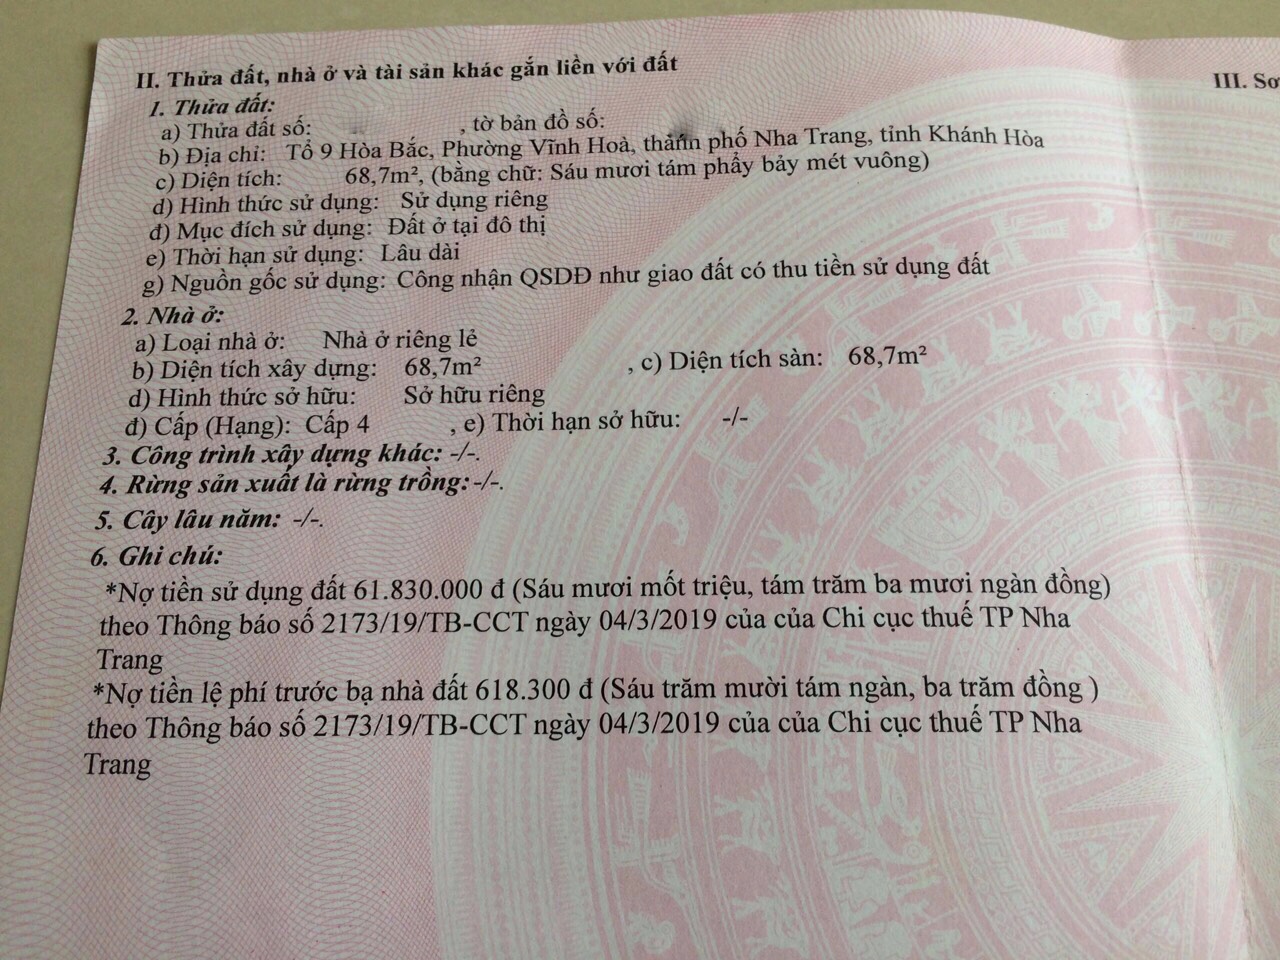 II. Thửa đất, nhà ở và tài sản khác gắn liền với đất
III. Sơ
1. Thửa đất:
a) Thửa đất số: , tờ bản đồ số:
b) Địa chỉ: Tổ 9 Hòa Bắc, Phường Vĩnh Hoà, thành phố Nha Trang, tỉnh Khánh Hòa
c) Diện tích: 68,7m², (bằng chữ: Sáu mươi tám phẩy bảy mét vuông)
d) Hình thức sử dụng: Sử dụng riêng
đ) Mục đích sử dụng: Đất ở tại đô thị
e) Thời hạn sử dụng: Lâu dài
g) Nguồn gốc sử dụng: Công nhận QSDĐ như giao đất có thu tiền sử dụng đất
2. Nhà ở:
a) Loại nhà ở: Nhà ở riêng lẻ
b) Diện tích xây dựng: 68,7m² , c) Diện tích sàn: 68,7m²
d) Hình thức sở hữu: Sở hữu riêng
đ) Cấp (Hạng): Cấp 4 , e) Thời hạn sở hữu: -/-
3. Công trình xây dựng khác: -/-.
4. Rừng sản xuất là rừng trồng: -/-.
5. Cây lâu năm: -/-.
6. Ghi chú:
*Nợ tiền sử dụng đất 61.830.000 đ (Sáu mươi mốt triệu, tám trăm ba mươi ngàn đồng)
theo Thông báo số 2173/19/TB-CCT ngày 04/3/2019 của của Chi cục thuế TP Nha
Trang
*Nợ tiền lệ phí trước bạ nhà đất 618.300 đ (Sáu trăm mười tám ngàn, ba trăm đồng )
theo Thông báo số 2173/19/TB-CCT ngày 04/3/2019 của của Chi cục thuế TP Nha
Trang